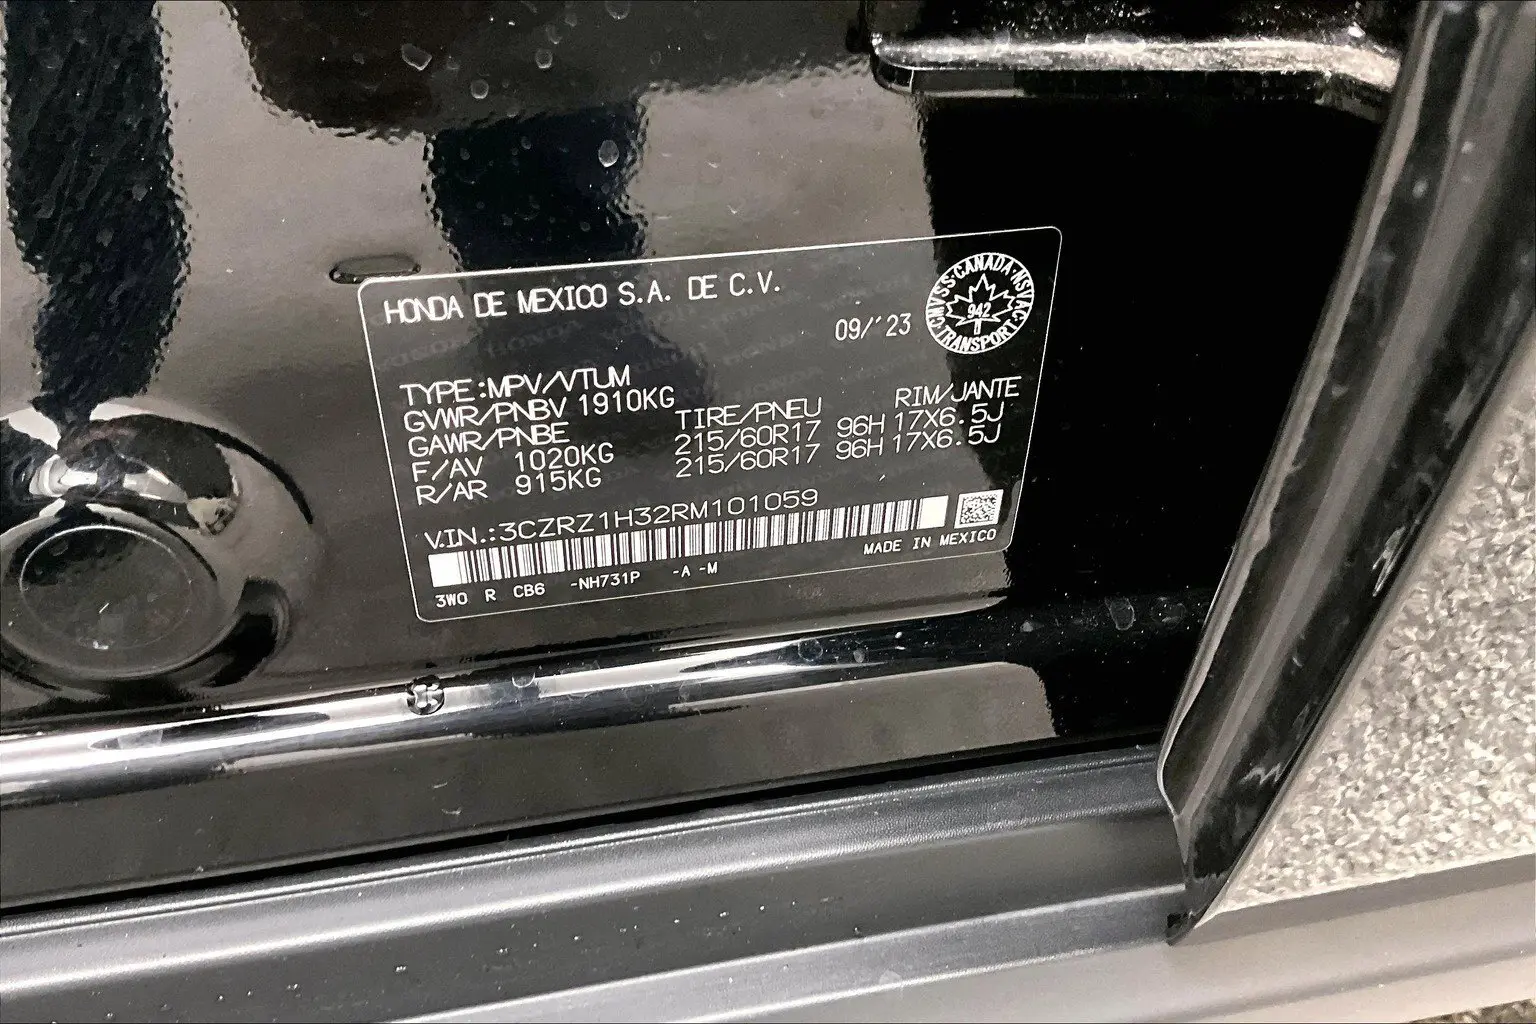 HONDA DE MEXICO S.A. DE C.V.
09/'23
CMVSS·CANADA·NSVAC·TRANSPORT·
942
TYPE:MPV/VTUM
GVWR/PNBV 1910KG
GAWR/PNBE TIRE/PNEU RIM/JANTE
F/AV 1020KG 215/60R17 96H 17X6.5J
R/AR 915KG 215/60R17 96H 17X6.5J
V.I.N.:3CZRZ1H32RM101059
MADE IN MEXICO
3W0 R CB6 -NH731P -A -M